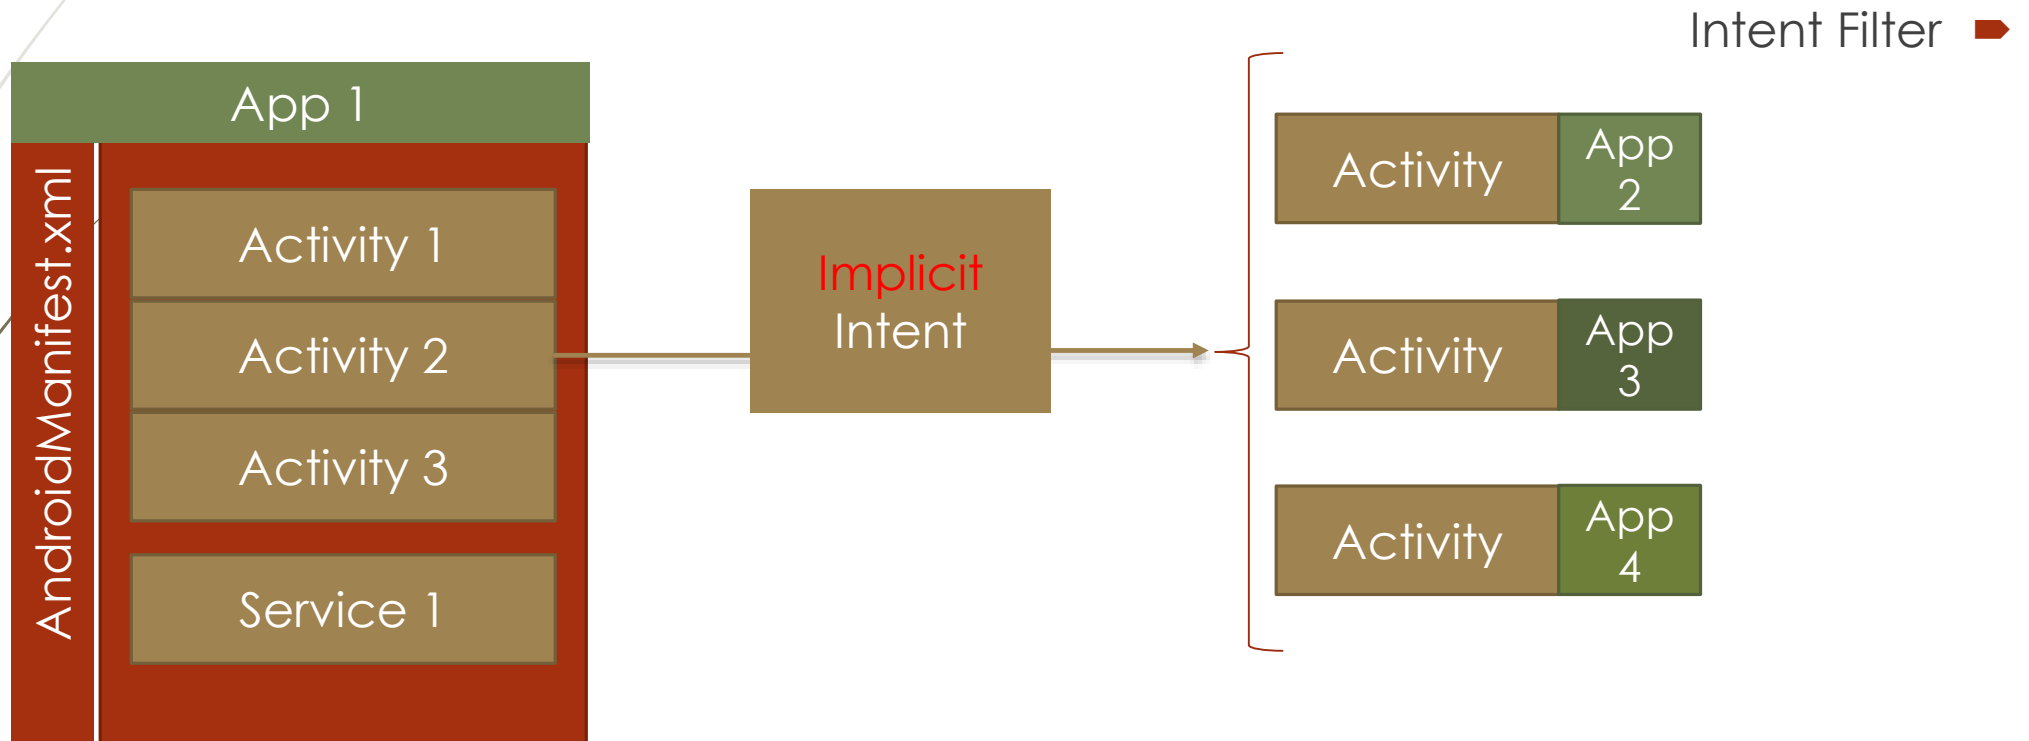 Intent Filter
App 1
AndroidManifest.xml
Activity 1
Activity 2
Activity 3
Service 1
Implicit
Intent
Activity
App
2
Activity
App
3
Activity
App
4